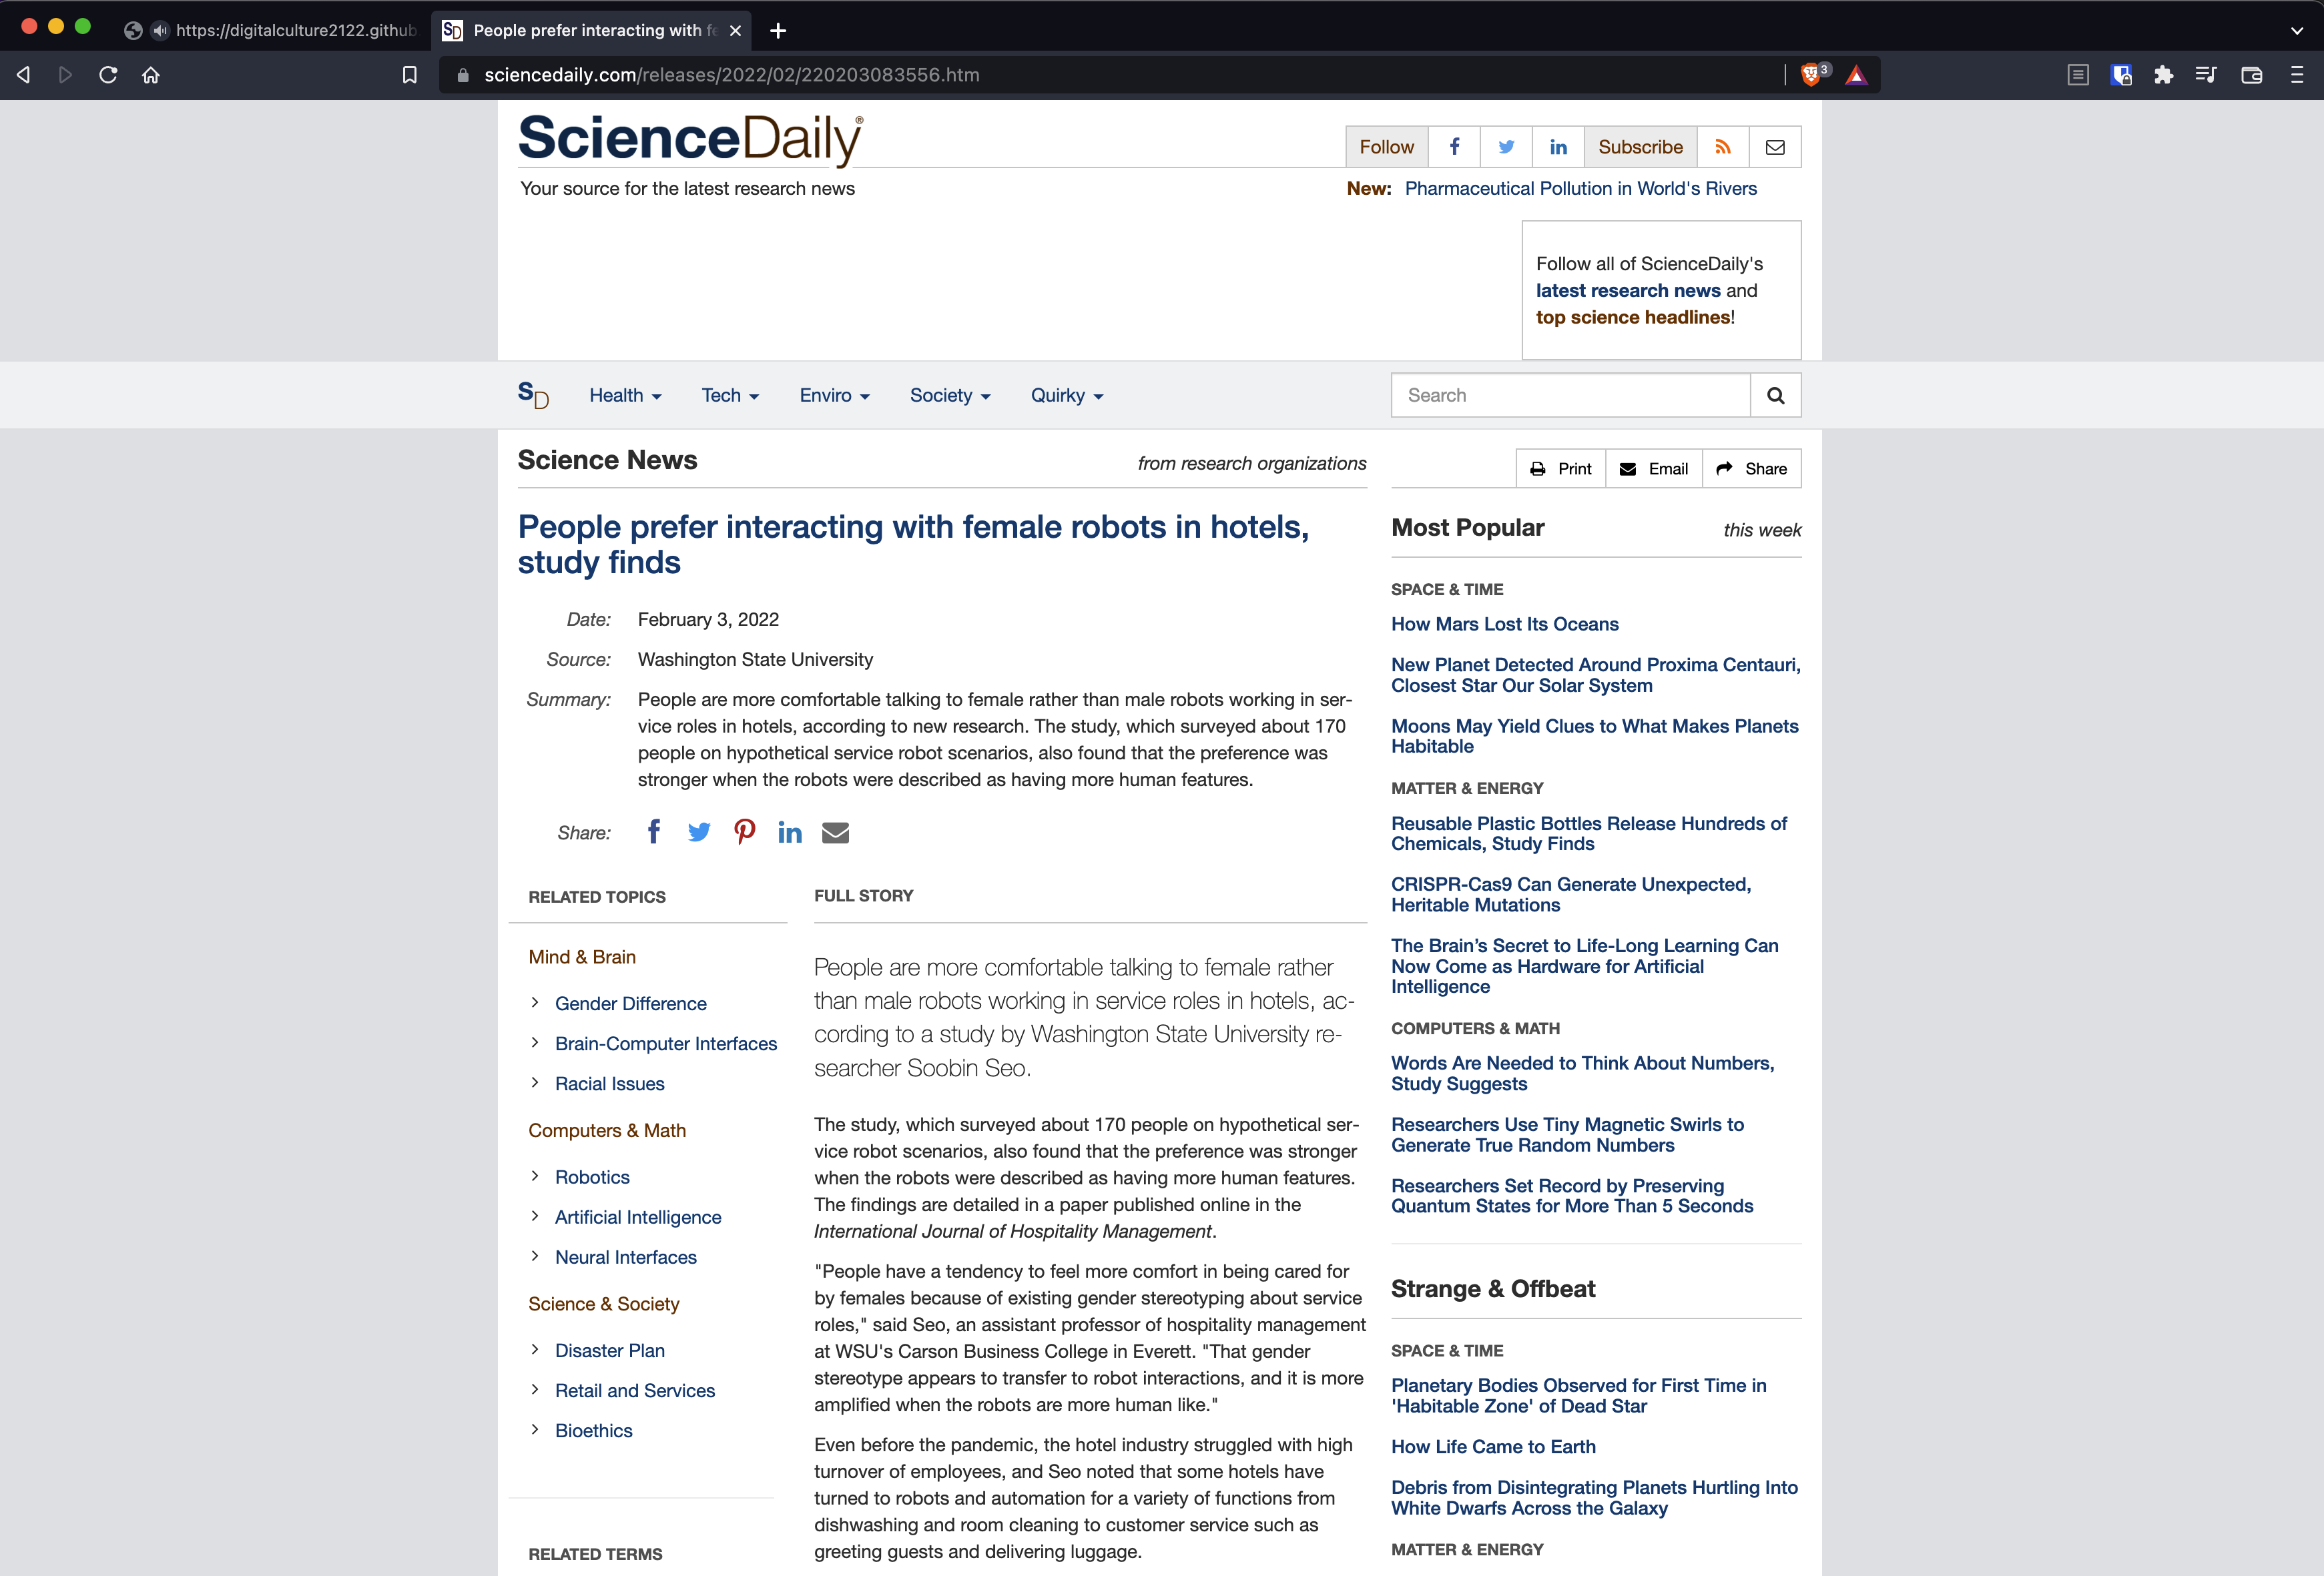 https://digitalculture2122.github
People prefer interacting with fe
sciencedaily.com/releases/2022/02/220203083556.htm
3
ScienceDaily®
Your source for the latest research news
Follow
Subscribe
New: Pharmaceutical Pollution in World's Rivers
Follow all of ScienceDaily's
latest research news and
top science headlines!
SD
Health
Tech
Enviro
Society
Quirky
Search
Science News
from research organizations
Print
Email
Share
People prefer interacting with female robots in hotels,
study finds
Date: February 3, 2022
Source: Washington State University
Summary: People are more comfortable talking to female rather than male robots working in ser-
vice roles in hotels, according to new research. The study, which surveyed about 170
people on hypothetical service robot scenarios, also found that the preference was
stronger when the robots were described as having more human features.
Share:
RELATED TOPICS
Mind & Brain
Gender Difference
Brain-Computer Interfaces
Racial Issues
Computers & Math
Robotics
Artificial Intelligence
Neural Interfaces
Science & Society
Disaster Plan
Retail and Services
Bioethics
RELATED TERMS
FULL STORY
People are more comfortable talking to female rather
than male robots working in service roles in hotels, ac-
cording to a study by Washington State University re-
searcher Soobin Seo.
The study, which surveyed about 170 people on hypothetical ser-
vice robot scenarios, also found that the preference was stronger
when the robots were described as having more human features.
The findings are detailed in a paper published online in the
International Journal of Hospitality Management.
"People have a tendency to feel more comfort in being cared for
by females because of existing gender stereotyping about service
roles," said Seo, an assistant professor of hospitality management
at WSU's Carson Business College in Everett. "That gender
stereotype appears to transfer to robot interactions, and it is more
amplified when the robots are more human like."
Even before the pandemic, the hotel industry struggled with high
turnover of employees, and Seo noted that some hotels have
turned to robots and automation for a variety of functions from
dishwashing and room cleaning to customer service such as
greeting guests and delivering luggage.
Most Popular
this week
SPACE & TIME
How Mars Lost Its Oceans
New Planet Detected Around Proxima Centauri,
Closest Star Our Solar System
Moons May Yield Clues to What Makes Planets
Habitable
MATTER & ENERGY
Reusable Plastic Bottles Release Hundreds of
Chemicals, Study Finds
CRISPR-Cas9 Can Generate Unexpected,
Heritable Mutations
The Brain’s Secret to Life-Long Learning Can
Now Come as Hardware for Artificial
Intelligence
COMPUTERS & MATH
Words Are Needed to Think About Numbers,
Study Suggests
Researchers Use Tiny Magnetic Swirls to
Generate True Random Numbers
Researchers Set Record by Preserving
Quantum States for More Than 5 Seconds
Strange & Offbeat
SPACE & TIME
Planetary Bodies Observed for First Time in
'Habitable Zone' of Dead Star
How Life Came to Earth
Debris from Disintegrating Planets Hurtling Into
White Dwarfs Across the Galaxy
MATTER & ENERGY